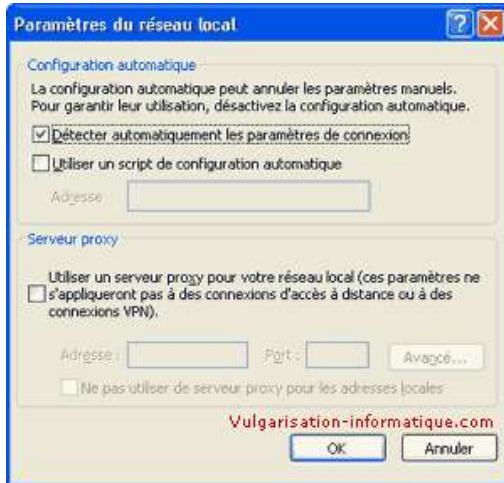 Paramètres du réseau local
Configuration automatique
La configuration automatique peut annuler les paramètres manuels.
Pour garantir leur utilisation, désactivez la configuration automatique.
Détecter automatiquement les paramètres de connexion
Utiliser un script de configuration automatique
Adresse
Serveur proxy
Utiliser un serveur proxy pour votre réseau local (ces paramètres ne
s'appliqueront pas à des connexions d'accès à distance ou à des
connexions VPN).
Adresse : Port : Avancé...
Ne pas utiliser de serveur proxy pour les adresses locales
Vulgarisation-informatique.com
OK Annuler